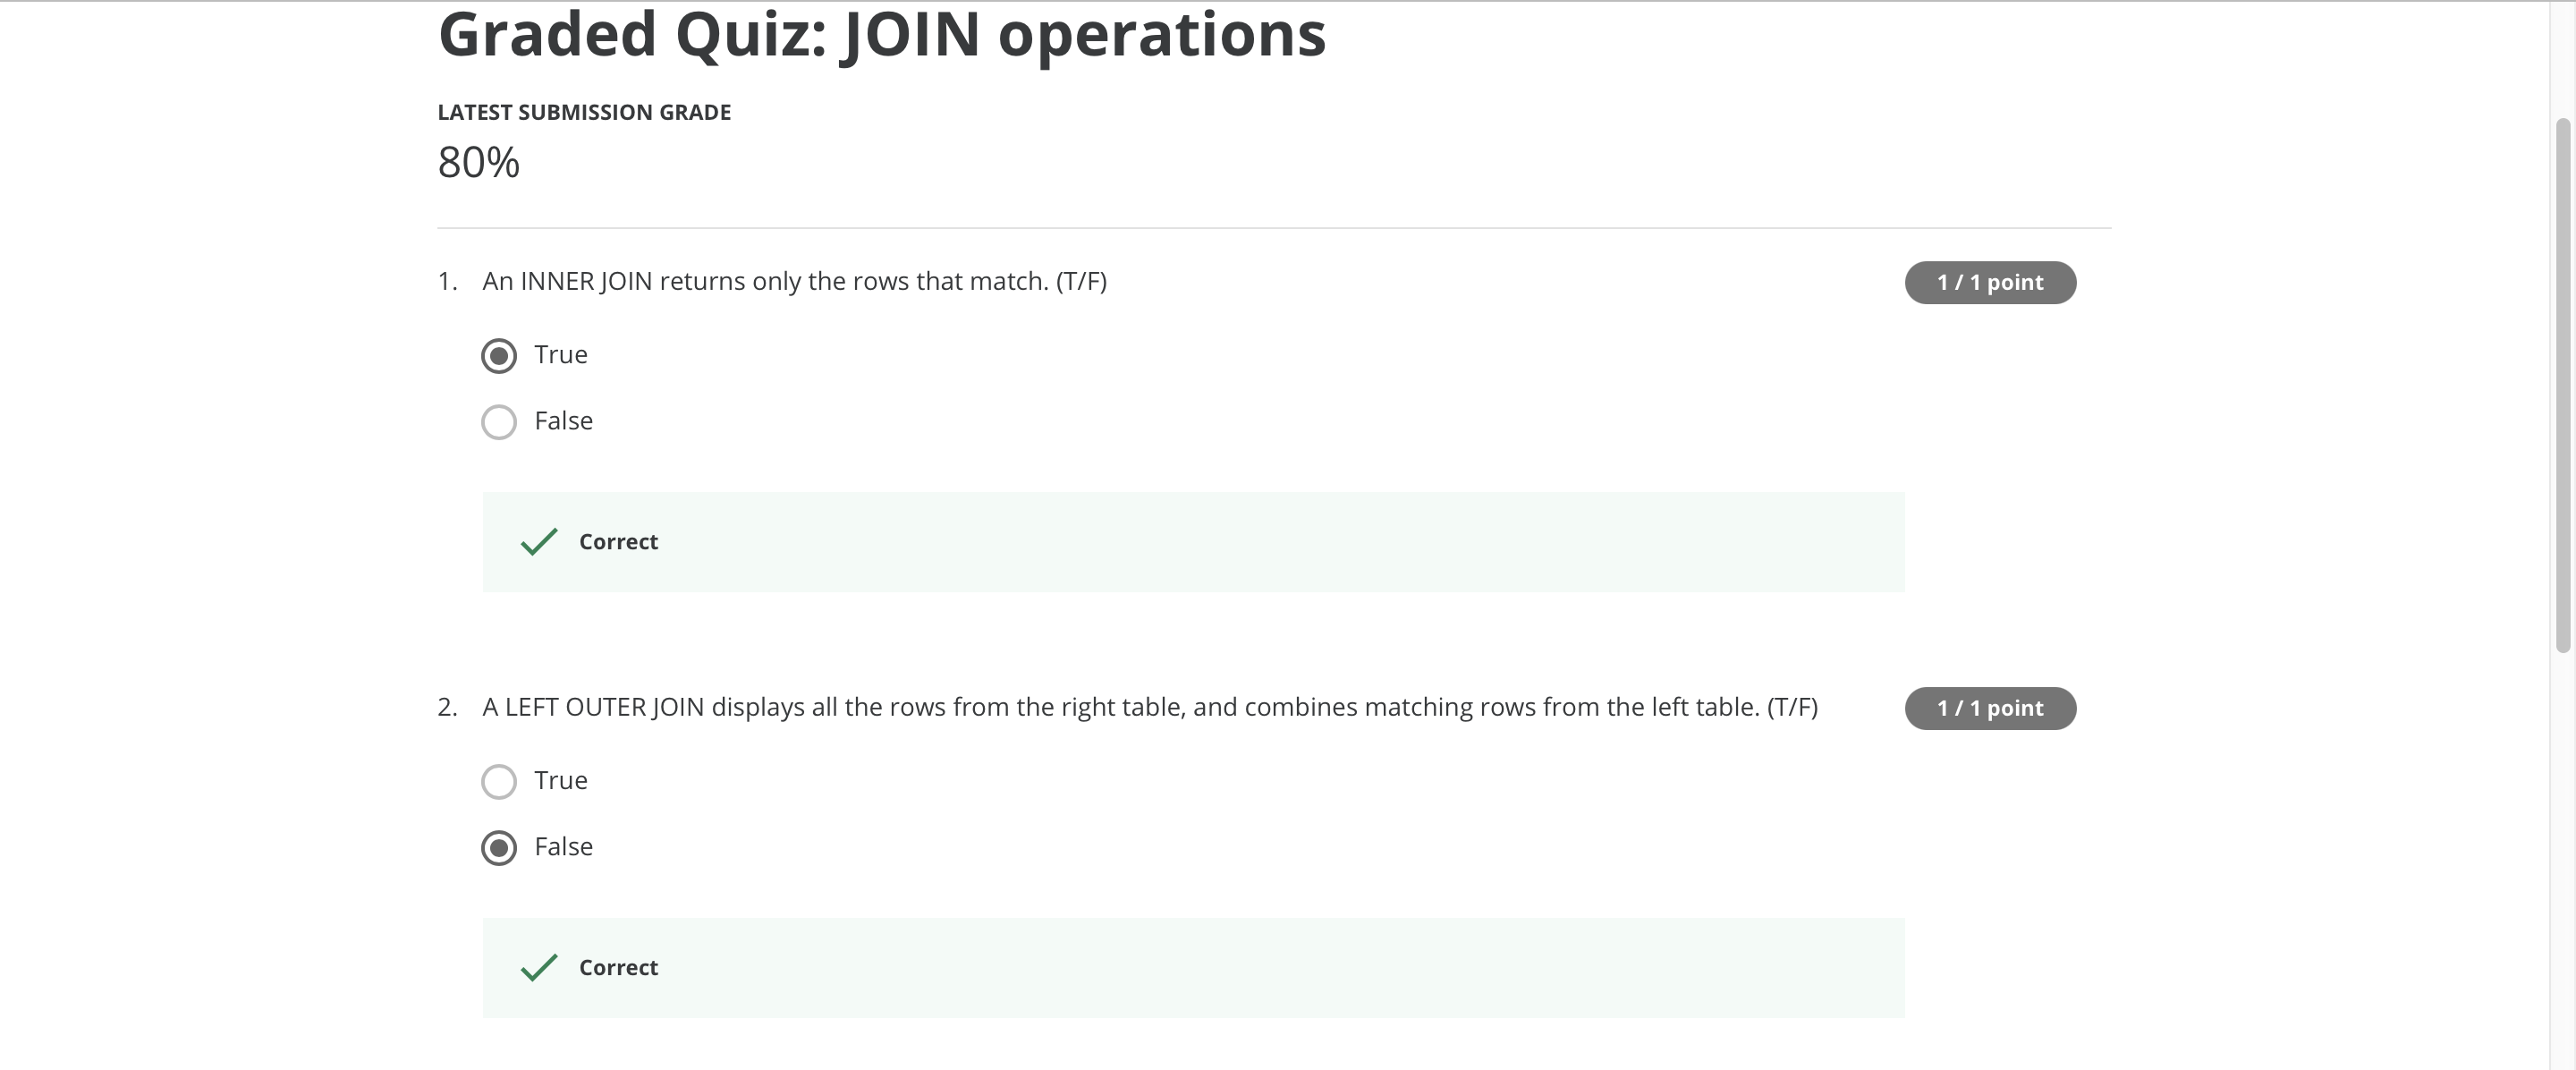 Graded Quiz: JOIN operations
LATEST SUBMISSION GRADE
80%
1. An INNER JOIN returns only the rows that match. (T/F)
1 / 1 point
True
False
Correct
2. A LEFT OUTER JOIN displays all the rows from the right table, and combines matching rows from the left table. (T/F)
1 / 1 point
True
False
Correct